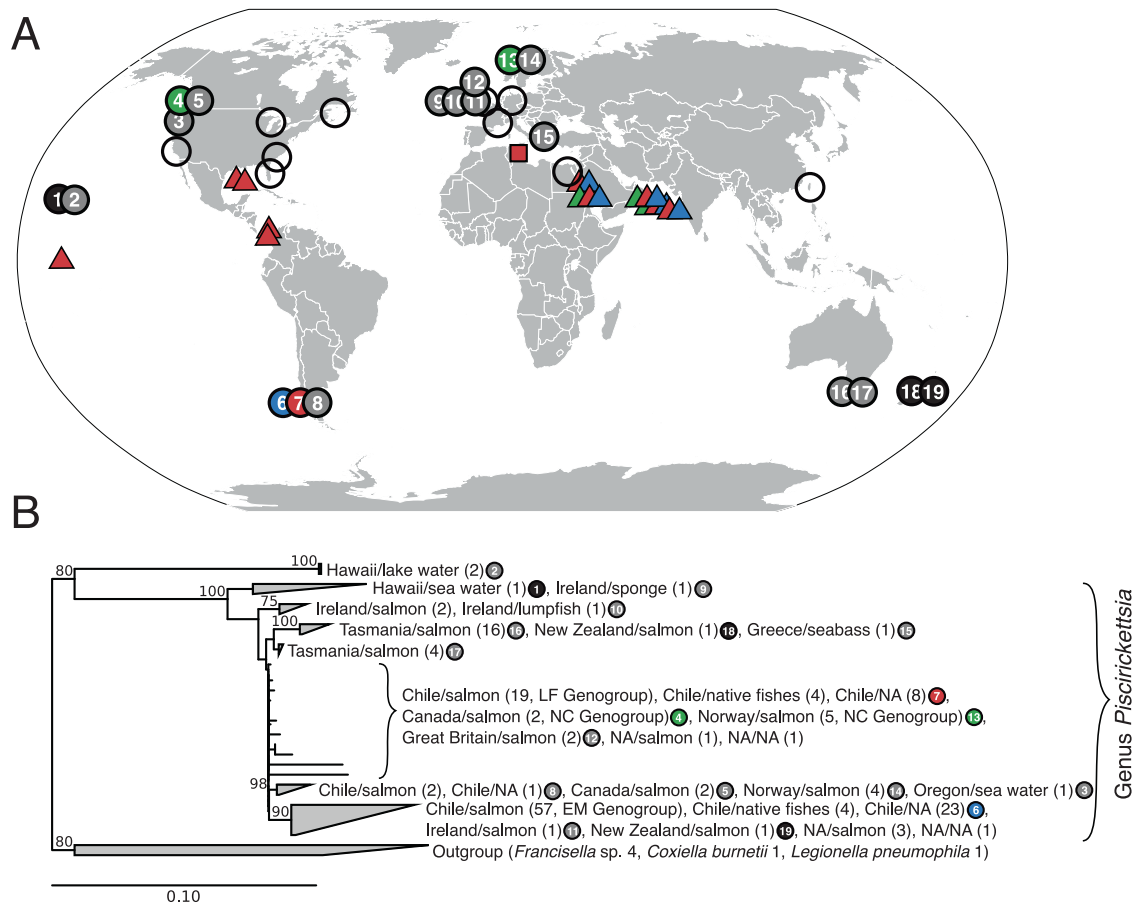 A
13 14
12
4 5
9 10 11
3
15
1 2
6 7 8
16 17 18 19
B
80
100
Hawaii/lake water (2) 2
100
Hawaii/sea water (1) 1, Ireland/sponge (1) 9
75
Ireland/salmon (2), Ireland/lumpfish (1) 10
100
Tasmania/salmon (16) 16, New Zealand/salmon (1) 18, Greece/seabass (1) 15
Tasmania/salmon (4) 17
Chile/salmon (19, LF Genogroup), Chile/native fishes (4), Chile/NA (8) 7,
Canada/salmon (2, NC Genogroup) 4, Norway/salmon (5, NC Genogroup) 13,
Great Britain/salmon (2) 12, NA/salmon (1), NA/NA (1)
98
Chile/salmon (2), Chile/NA (1) 8, Canada/salmon (2) 5, Norway/salmon (4) 14, Oregon/sea water (1) 3
90
Chile/salmon (57, EM Genogroup), Chile/native fishes (4), Chile/NA (23) 6,
Ireland/salmon (1) 11, New Zealand/salmon (1) 19, NA/salmon (3), NA/NA (1)
80
Outgroup (Francisella sp. 4, Coxiella burnetii 1, Legionella pneumophila 1)
Genus Piscirickettsia
0.10